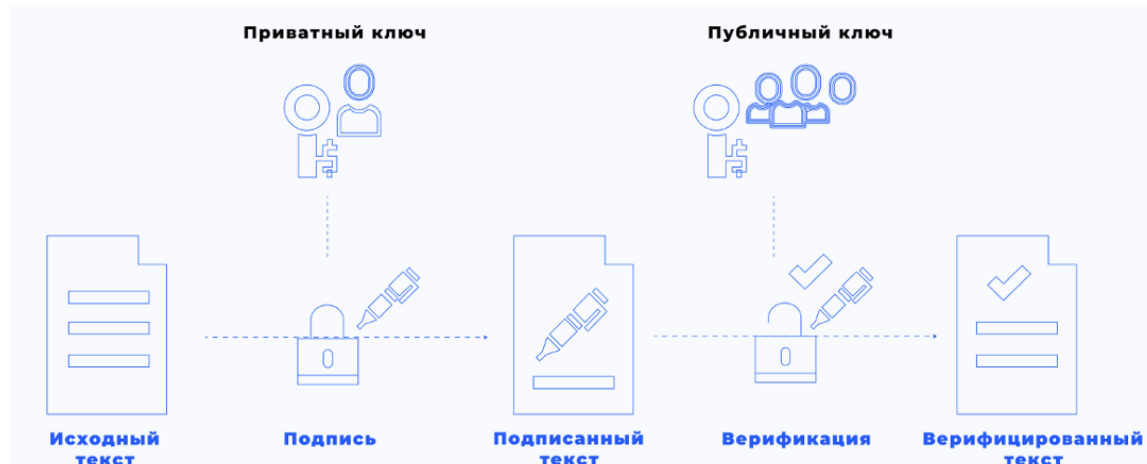 Приватный ключ
Публичный ключ
Исходный
текст
Подпись
Подписанный
текст
Верификация
Верифицированный
текст